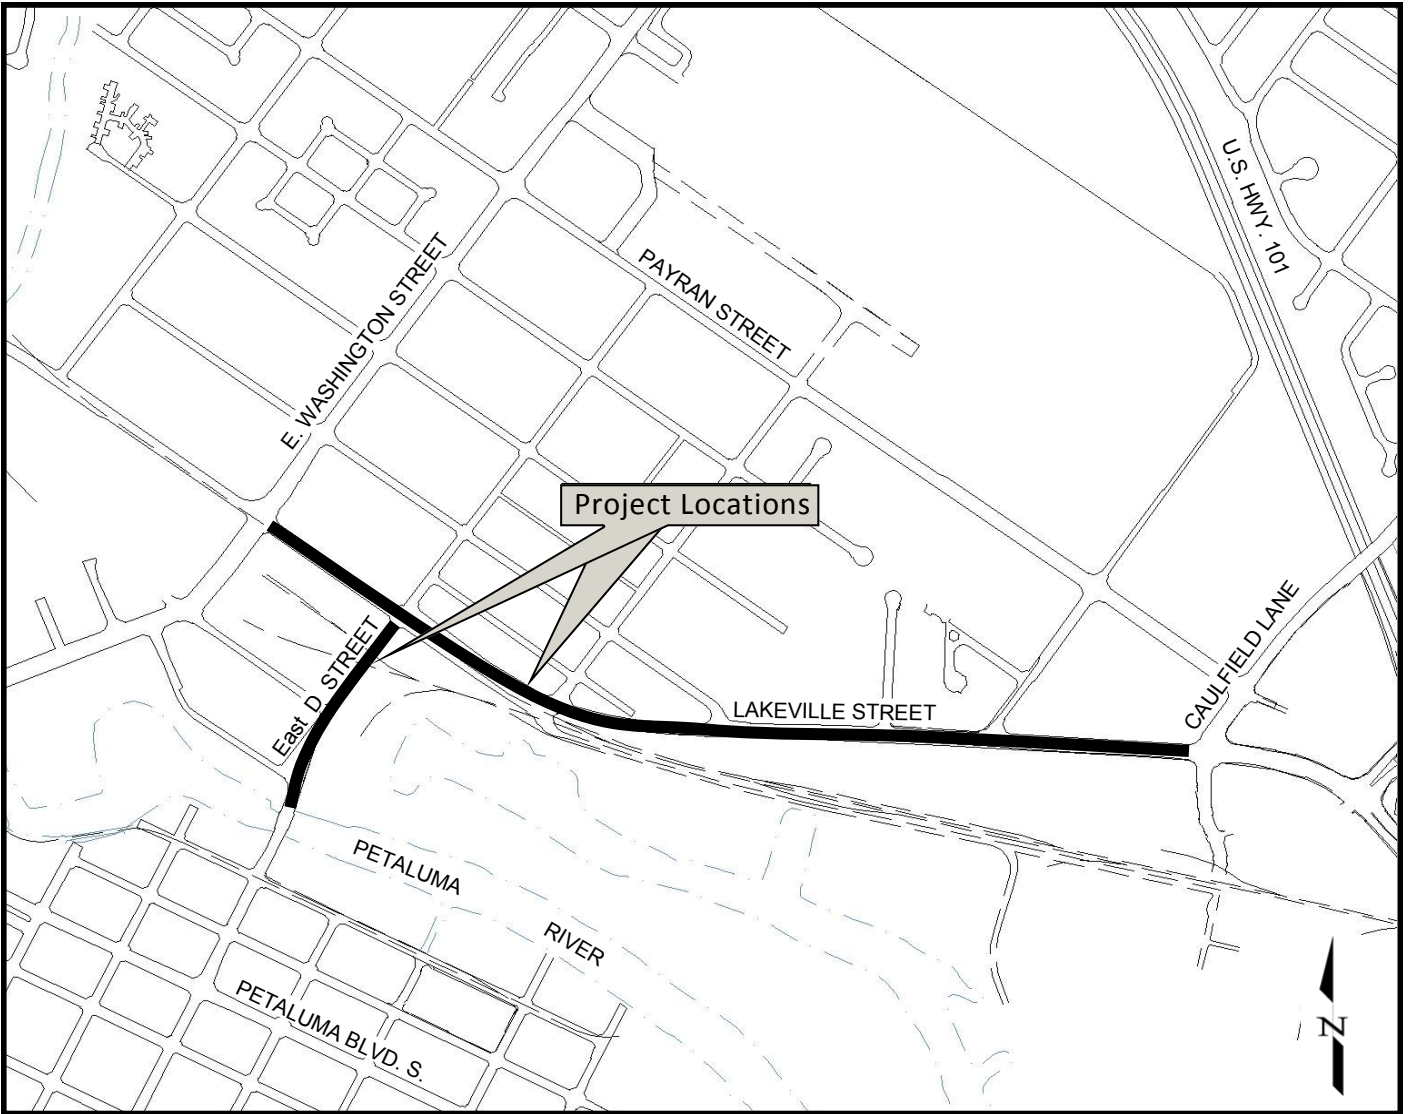 U.S. HWY. 101
E. WASHINGTON STREET
PAYRAN STREET
Project Locations
CAULFIELD LANE
East D STREET
LAKEVILLE STREET
PETALUMA
RIVER
PETALUMA BLVD. S.
N